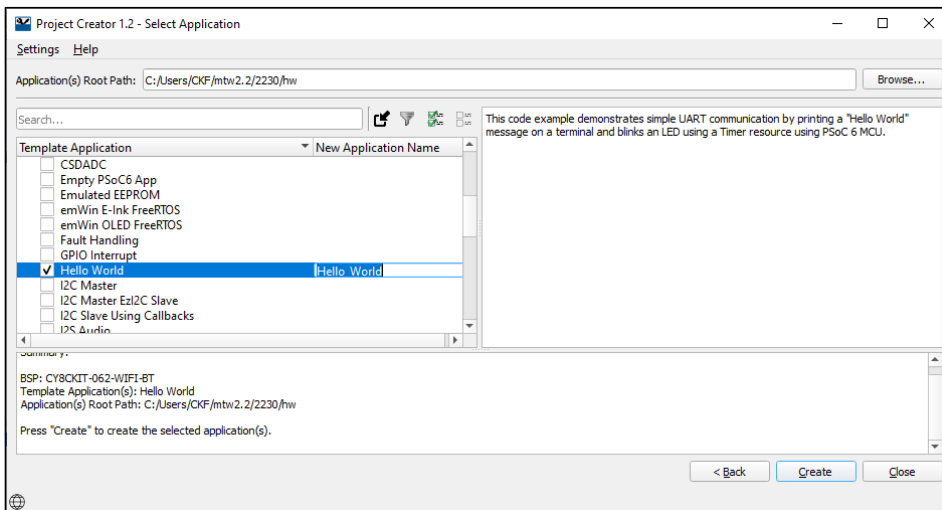 Project Creator 1.2 - Select Application
Settings Help
Application(s) Root Path: C:/Users/CKF/mtw2.2/2230/hw Browse...
Search...
Template Application New Application Name
CSDADC
Empty PSoC6 App
Emulated EEPROM
emWin E-Ink FreeRTOS
emWin OLED FreeRTOS
Fault Handling
GPIO Interrupt
Hello World Hello_World
I2C Master
I2C Master EzI2C Slave
I2C Slave Using Callbacks
I2S Audio
This code example demonstrates simple UART communication by printing a "Hello World"
message on a terminal and blinks an LED using a Timer resource using PSoC 6 MCU.
Summary:
BSP: CY8CKIT-062-WIFI-BT
Template Application(s): Hello World
Application(s) Root Path: C:/Users/CKF/mtw2.2/2230/hw
Press "Create" to create the selected application(s).
< Back Create Close